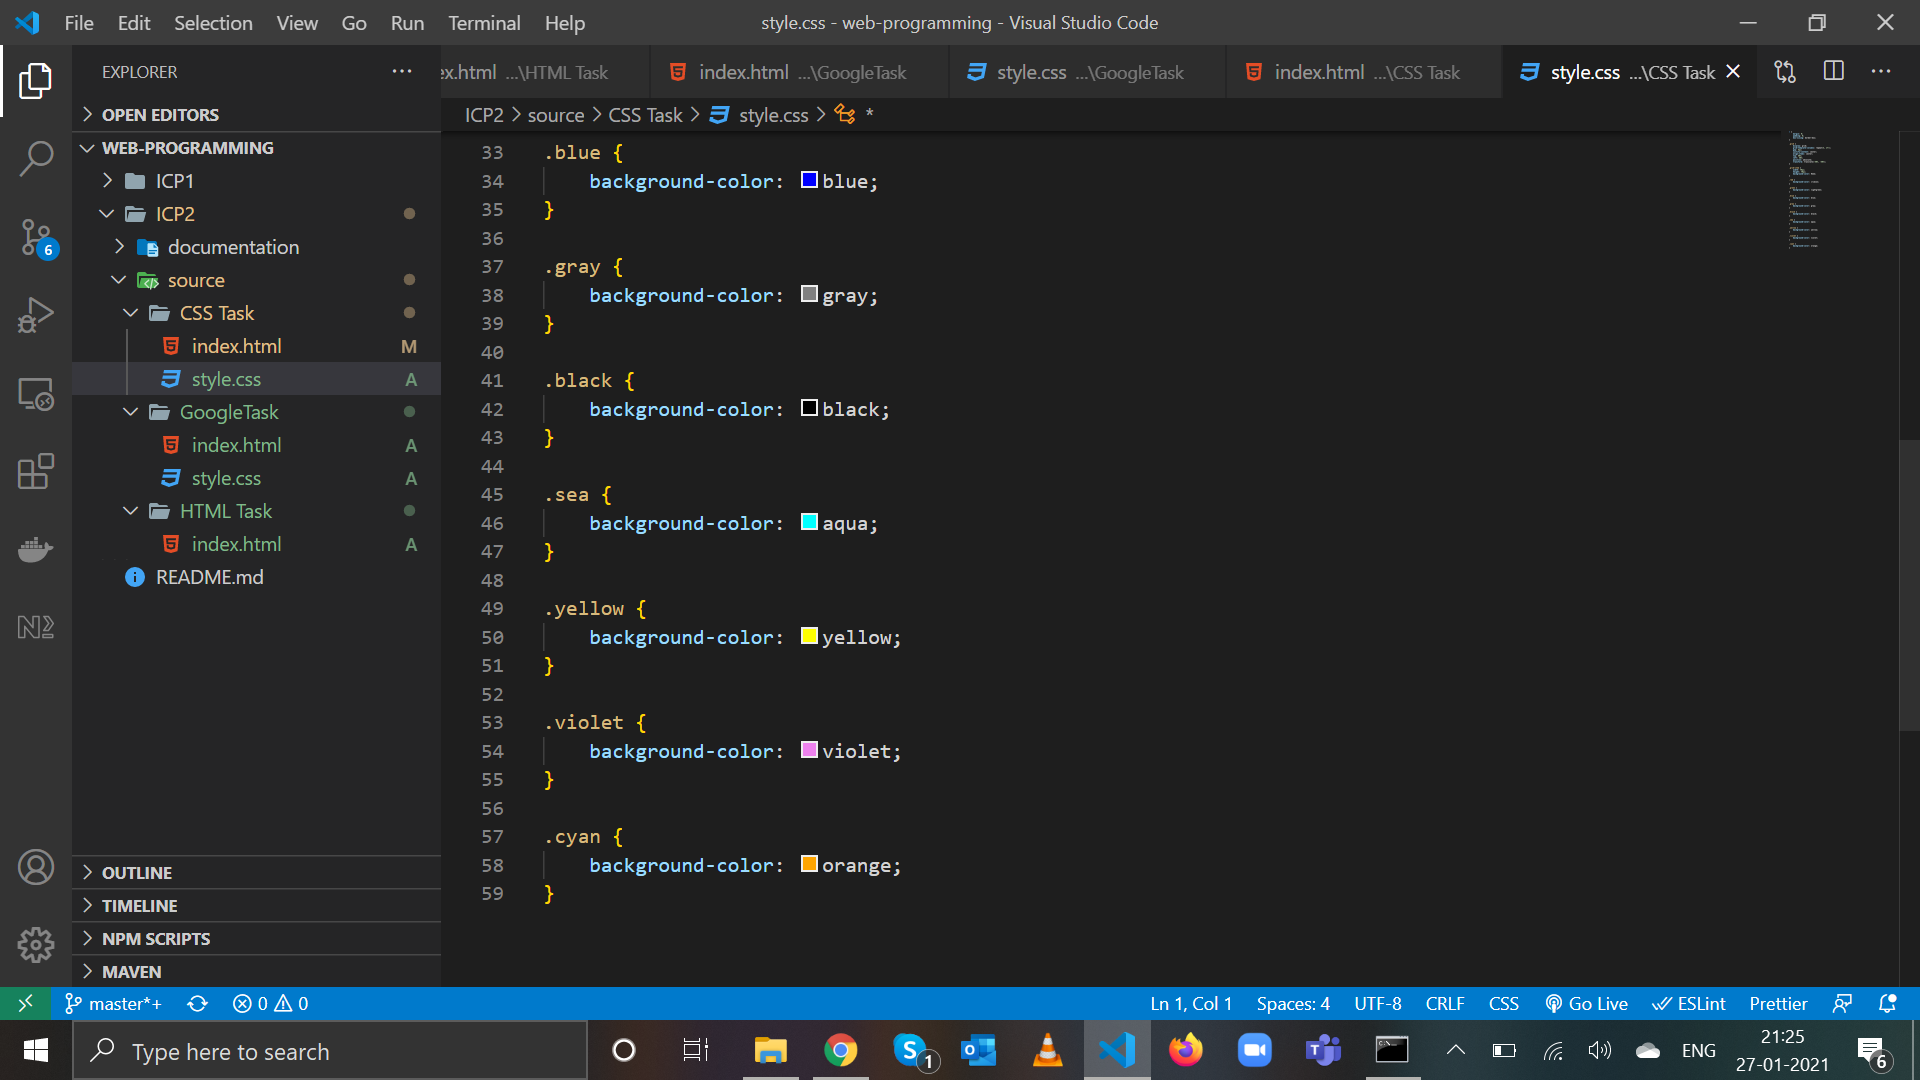 File Edit Selection View Go Run Terminal Help
style.css - web-programming - Visual Studio Code
EXPLORER
ex.html ...\HTML Task
index.html ...\GoogleTask
style.css ...\GoogleTask
index.html ...\CSS Task
style.css ...\CSS Task
OPEN EDITORS
WEB-PROGRAMMING
ICP1
ICP2
documentation
source
CSS Task
index.html M
style.css A
GoogleTask
index.html A
style.css A
HTML Task
index.html A
README.md
OUTLINE
TIMELINE
NPM SCRIPTS
MAVEN
6
ICP2 > source > CSS Task > style.css > *
33 .blue {
34 background-color: blue;
35 }
36
37 .gray {
38 background-color: gray;
39 }
40
41 .black {
42 background-color: black;
43 }
44
45 .sea {
46 background-color: aqua;
47 }
48
49 .yellow {
50 background-color: yellow;
51 }
52
53 .violet {
54 background-color: violet;
55 }
56
57 .cyan {
58 background-color: orange;
59 }
master*+ 0 0
Ln 1, Col 1 Spaces: 4 UTF-8 CRLF CSS Go Live ESLint Prettier
Type here to search
1
ENG
21:25
27-01-2021
6